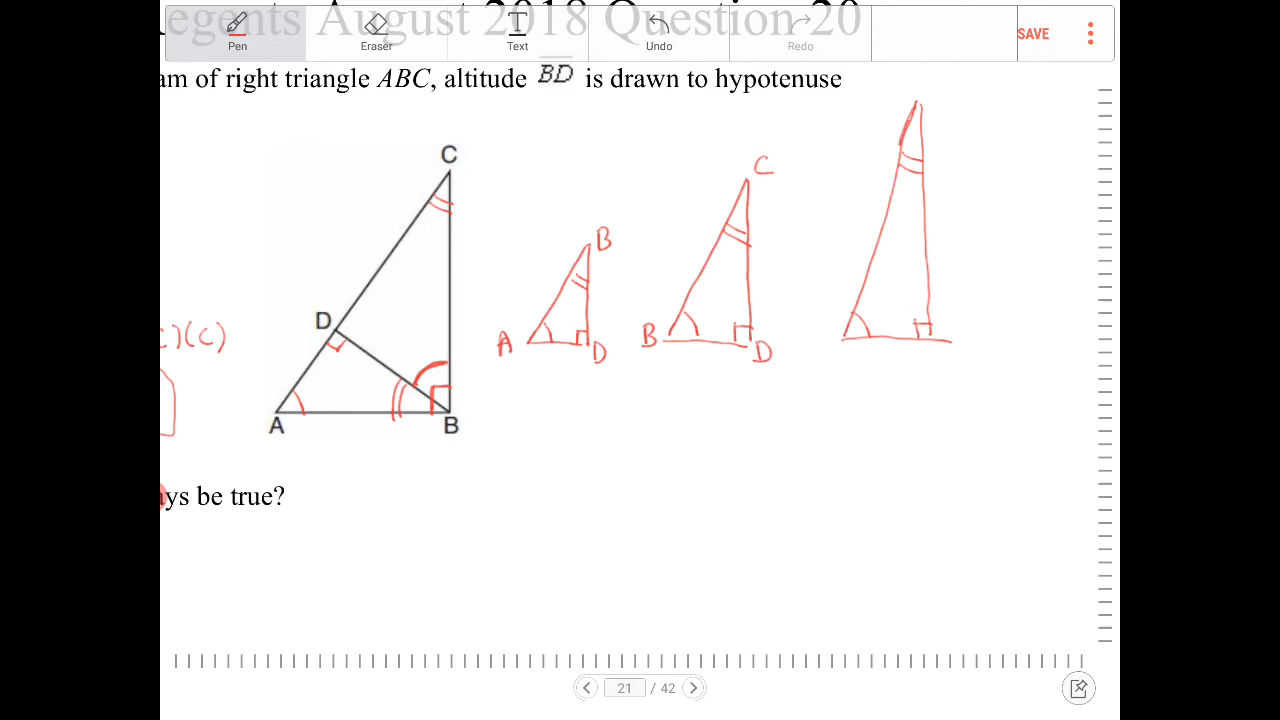 egents August 2018 Question 20
Pen Eraser Text Undo Redo SAVE
am of right triangle ABC, altitude BD is drawn to hypotenuse
C
D
A
B
B
A
D
C
B
D
)(C)
ys be true?
21 / 42